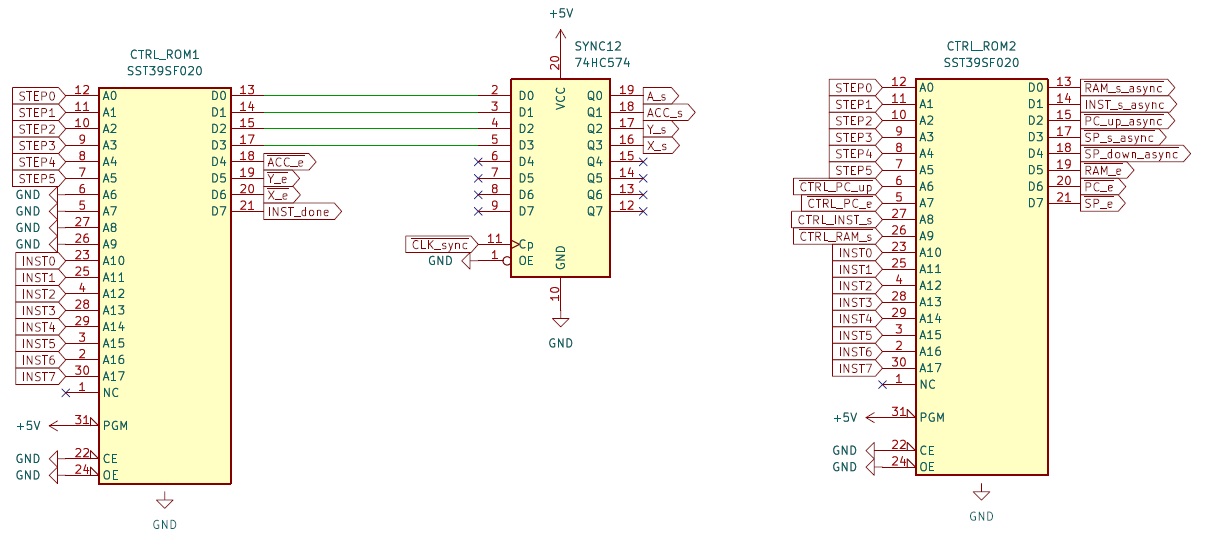 CTRL_ROM1
SST39SF020
STEP0 12 A0 D0 13
STEP1 11 A1 D1 14
STEP2 10 A2 D2 15
STEP3 9 A3 D3 17
STEP4 8 A4 D4 18 ACC_e
STEP5 7 A5 D5 19 Y_e
GND 6 A6 D6 20 X_e
GND 5 A7 D7 21 INST_done
GND 27 A8
GND 26 A9
INST0 23 A10
INST1 25 A11
INST2 4 A12
INST3 28 A13
INST4 29 A14
INST5 3 A15
INST6 2 A16
INST7 30 A17
1 NC
+5V 31 PGM
GND 22 CE
GND 24 OE
GND
+5V
SYNC12
74HC574
20
VCC
2 D0 Q0 19 A_s
3 D1 Q1 18 ACC_s
4 D2 Q2 17 Y_s
5 D3 Q3 16 X_s
6 D4 Q4 15
7 D5 Q5 14
8 D6 Q6 13
9 D7 Q7 12
CLK_sync 11 Cp
GND 1 OE
GND
10
GND
CTRL_ROM2
SST39SF020
STEP0 12 A0 D0 13 RAM_s_async
STEP1 11 A1 D1 14 INST_s_async
STEP2 10 A2 D2 15 PC_up_async
STEP3 9 A3 D3 17 SP_s_async
STEP4 8 A4 D4 18 SP_down_async
STEP5 7 A5 D5 19 RAM_e
CTRL_PC_up 6 A6 D6 20 PC_e
CTRL_PC_e 5 A7 D7 21 SP_e
CTRL_INST_s 27 A8
CTRL_RAM_s 26 A9
INST0 23 A10
INST1 25 A11
INST2 4 A12
INST3 28 A13
INST4 29 A14
INST5 3 A15
INST6 2 A16
INST7 30 A17
1 NC
+5V 31 PGM
GND 22 CE
GND 24 OE
GND